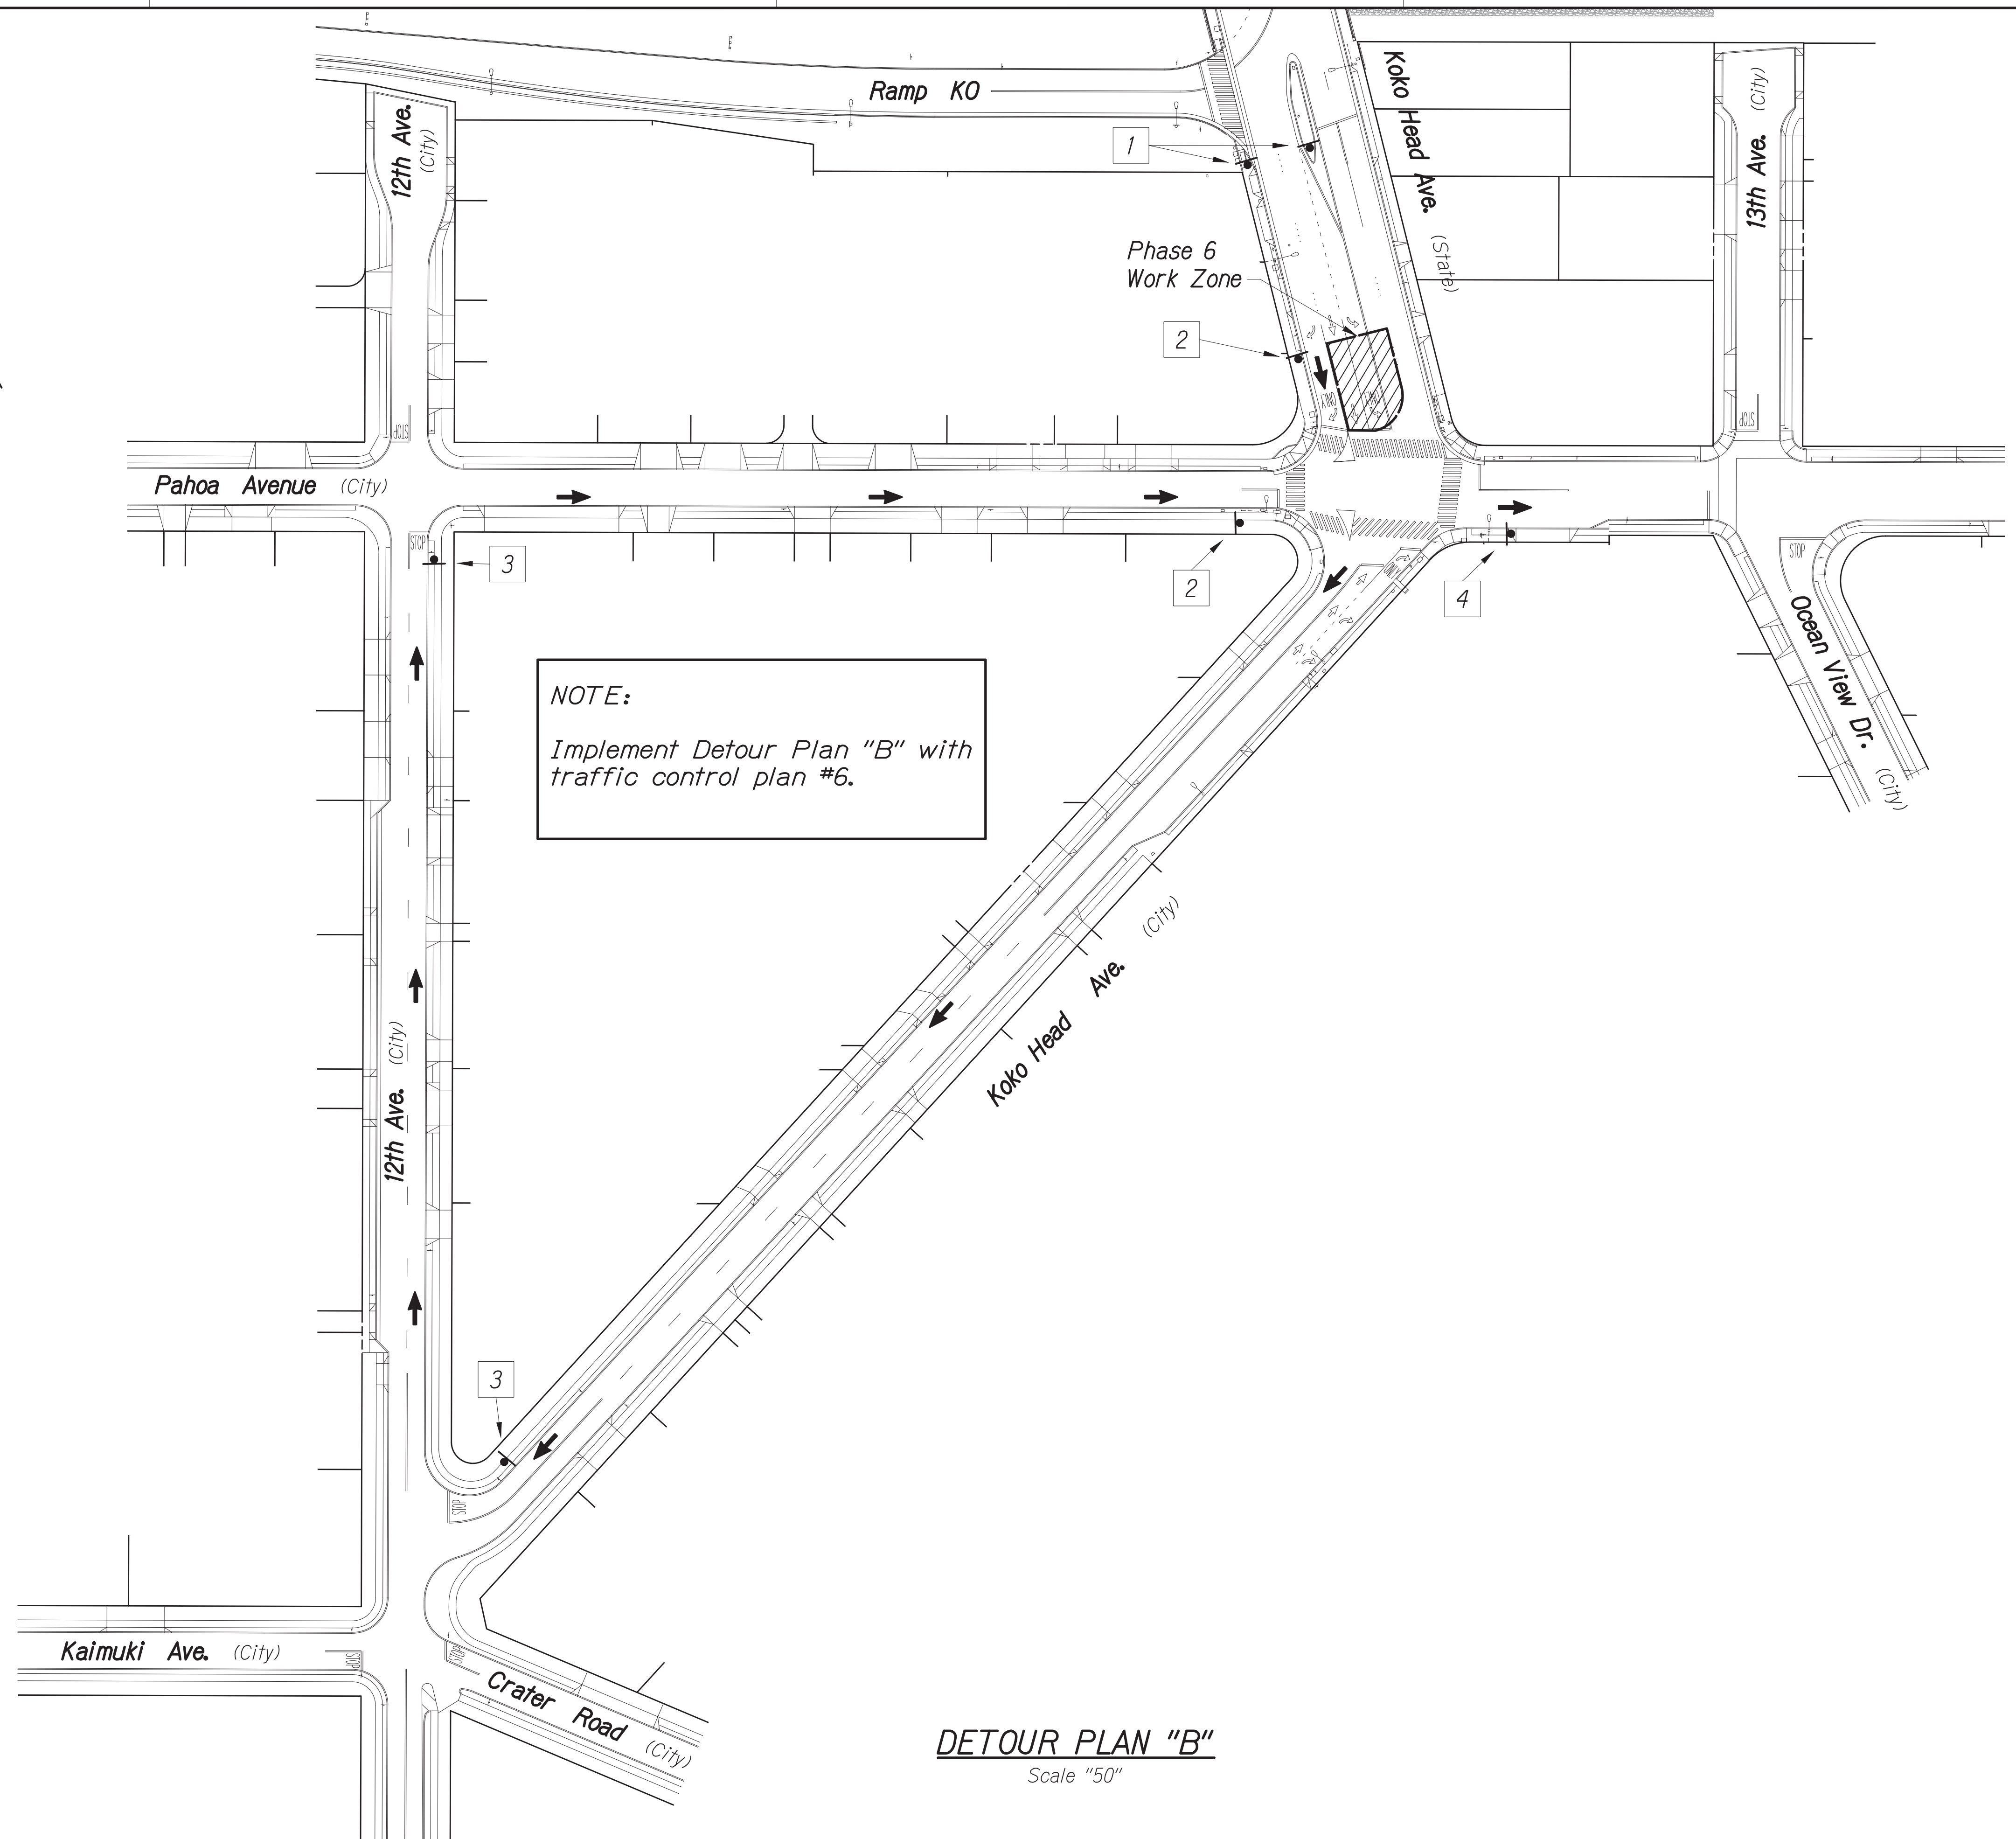 Ramp KO
Koko Head Ave.
(State)
12th Ave.
(City)
13th Ave. (City)
1
Phase 6
Work Zone
2
ONLY
ONLY
STOP
STOP
Pahoa Avenue (City)
STOP
3
2
4
ONLY
STOP
Ocean View Dr. (City)
NOTE:
Implement Detour Plan "B" with
traffic control plan #6.
Koko Head Ave. (City)
12th Ave. (City)
3
STOP
Kaimuki Ave. (City)
STOP
STOP
Crater Road (City)
DETOUR PLAN "B"
Scale "50"